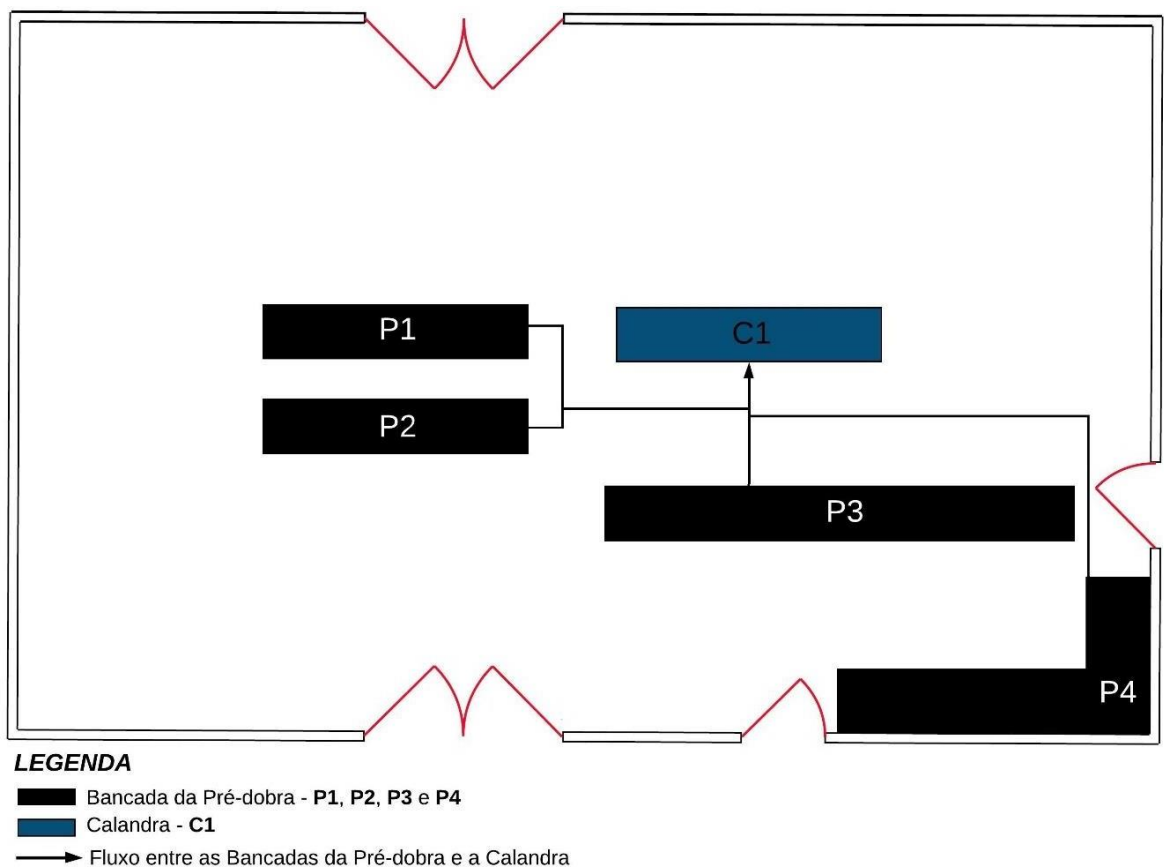 P1
C1
P2
P3
P4
LEGENDA
Bancada da Pré-dobra - P1, P2, P3 e P4
Calandra - C1
Fluxo entre as Bancadas da Pré-dobra e a Calandra